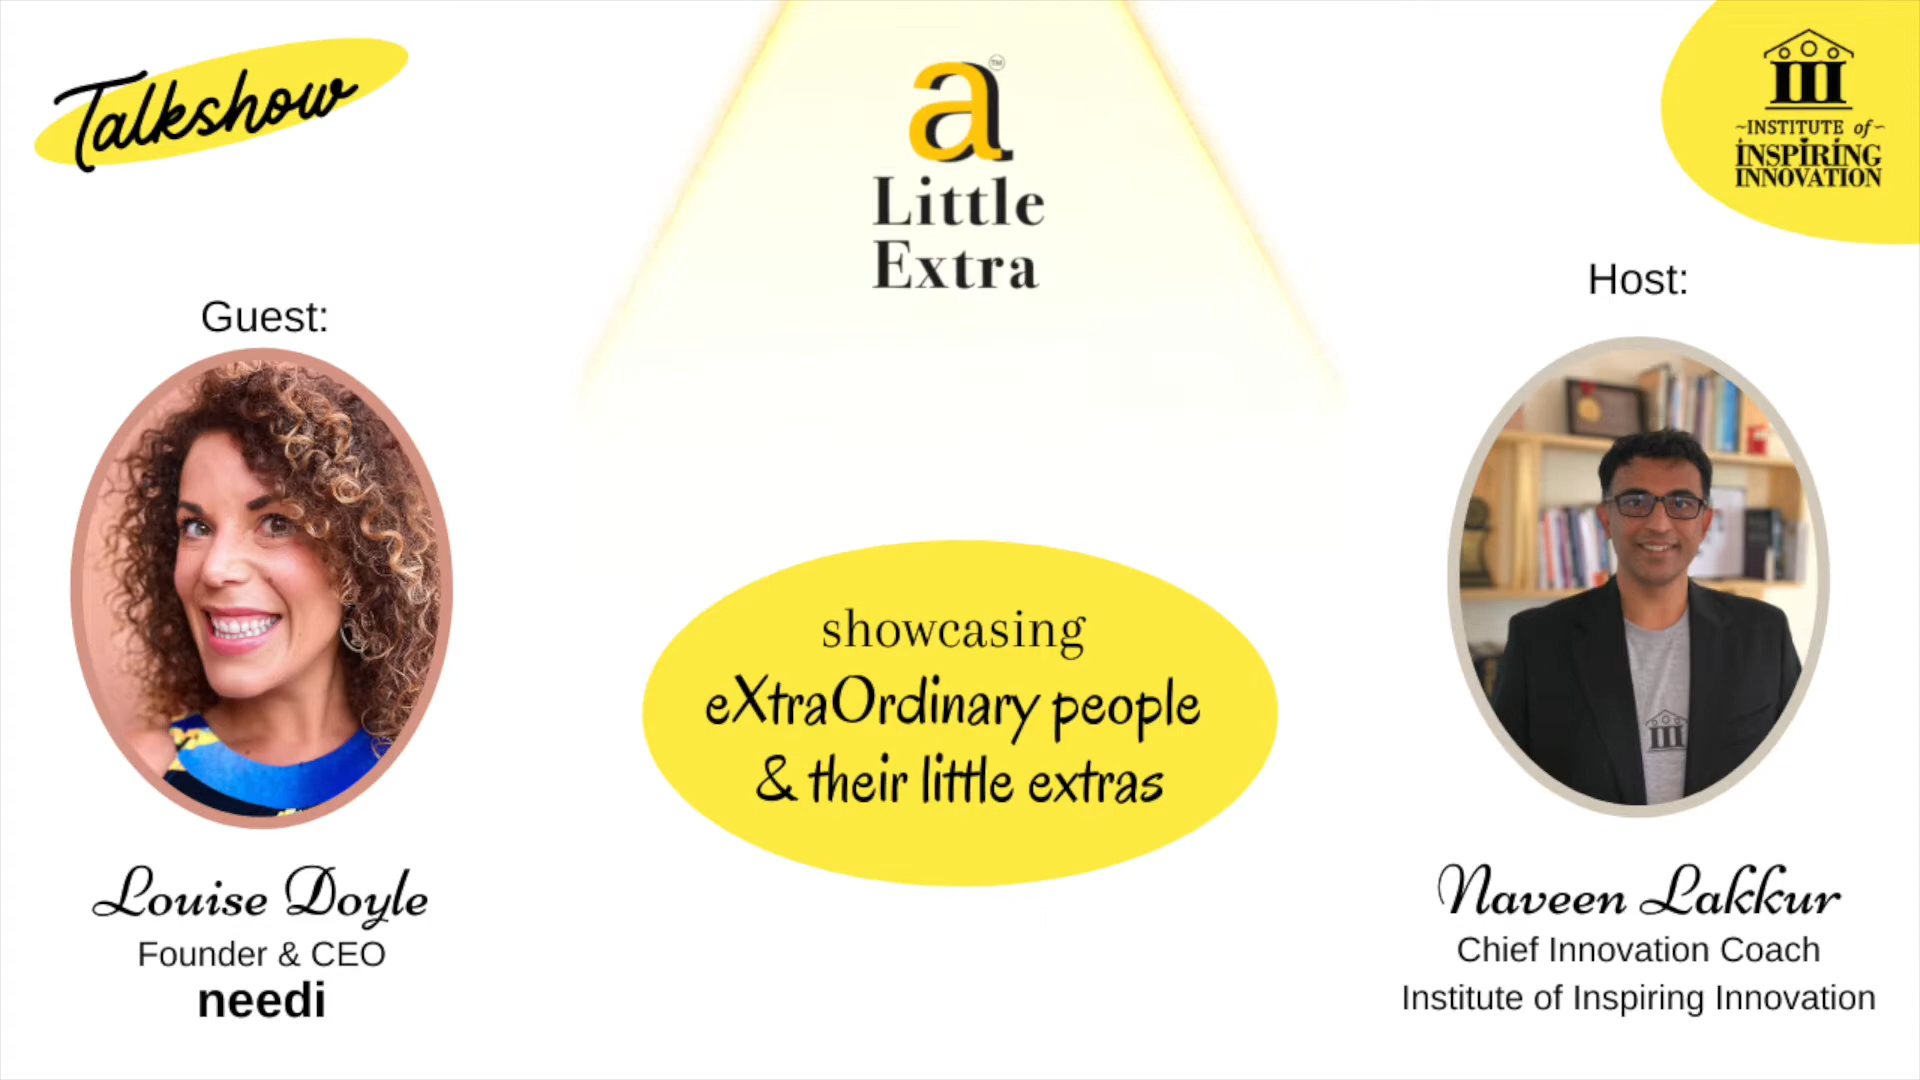 Talkshow
a
TM
Little
Extra
~INSTITUTE of~
INSPIRING
INNOVATION
Guest:
Host:
showcasing
eXtraOrdinary people
& their little extras
Louise Doyle
Founder & CEO
needi
Naveen Lakkur
Chief Innovation Coach
Institute of Inspiring Innovation